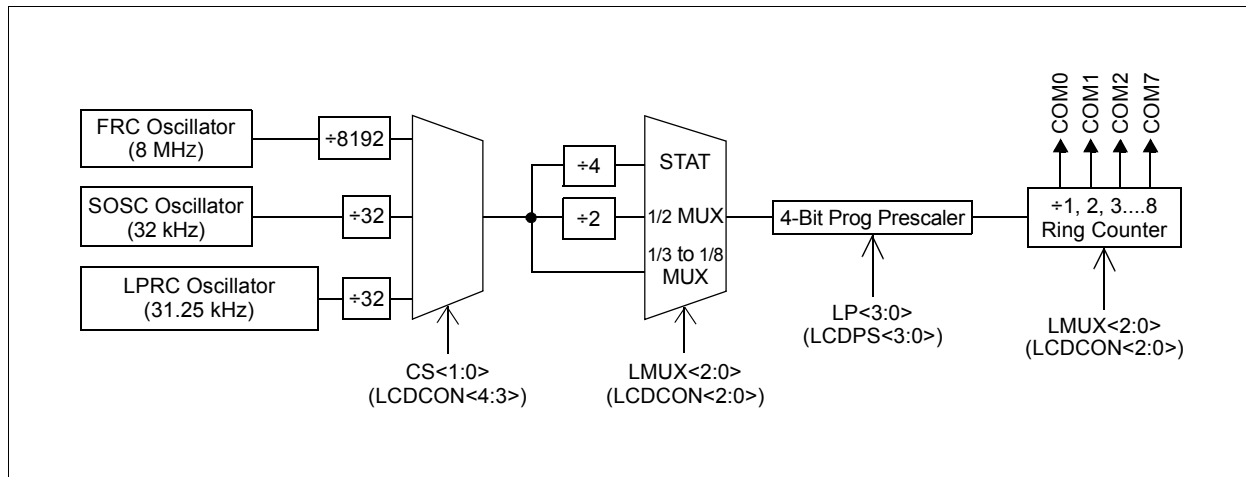 FRC Oscillator
(8 MHz)
÷8192
SOSC Oscillator
(32 kHz)
÷32
LPRC Oscillator
(31.25 kHz)
÷32
CS<1:0>
(LCDCON<4:3>)
÷4
÷2
STAT
1/2 MUX
1/3 to 1/8
MUX
LMUX<2:0>
(LCDCON<2:0>)
4-Bit Prog Prescaler
LP<3:0>
(LCDPS<3:0>)
COM0
COM1
COM2
COM7
÷1, 2, 3....8
Ring Counter
LMUX<2:0>
(LCDCON<2:0>)